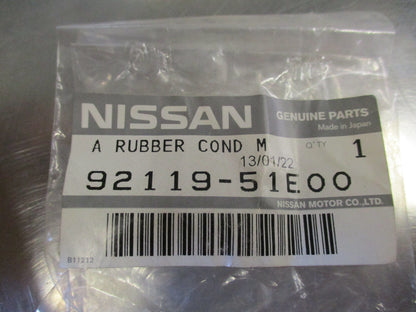 NISSAN
GENUINE PARTS
Made in Japan
A RUBBER COND M Q'TY 1
13/01/22
92119-51E00
NISSAN MOTOR CO.,LTD.
B11212